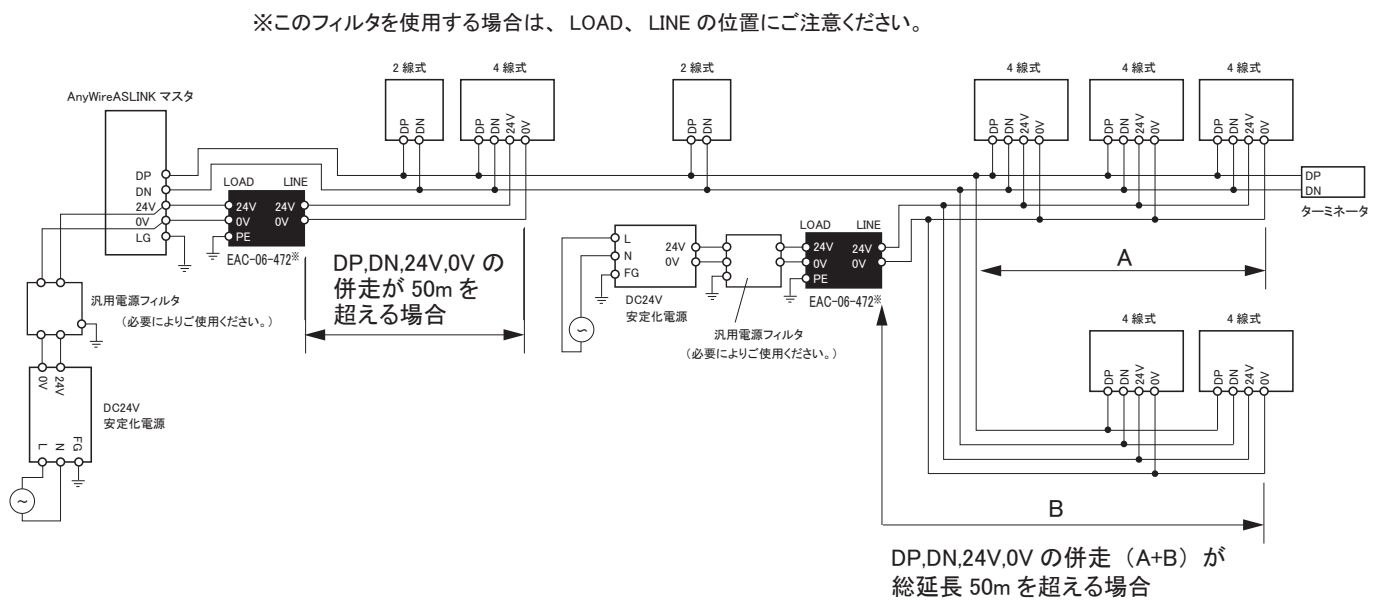 ※このフィルタを使用する場合は、LOAD、LINE の位置にご注意ください。
AnyWireASLINK マスタ
DP
DN
24V
0V
LG
LOAD LINE
24V 24V
0V 0V
PE
EAC-06-472※
汎用電源フィルタ
（必要によりご使用ください。）
0V 24V
DC24V
安定化電源
L N FG
～
DP,DN,24V,0V の
併走が 50m を
超える場合
2 線式
DP DN
4 線式
DP DN 24V 0V
2 線式
DP DN
4 線式
DP DN 24V 0V
4 線式
DP DN 24V 0V
4 線式
DP DN 24V 0V
DP
DN
ターミネータ
L 24V
N 0V
FG
DC24V
安定化電源
～
汎用電源フィルタ
（必要によりご使用ください。）
LOAD LINE
24V 24V
0V 0V
PE
EAC-06-472※
A
4 線式
DP DN 24V 0V
4 線式
DP DN 24V 0V
B
DP,DN,24V,0V の併走（A+B）が
総延長 50m を超える場合